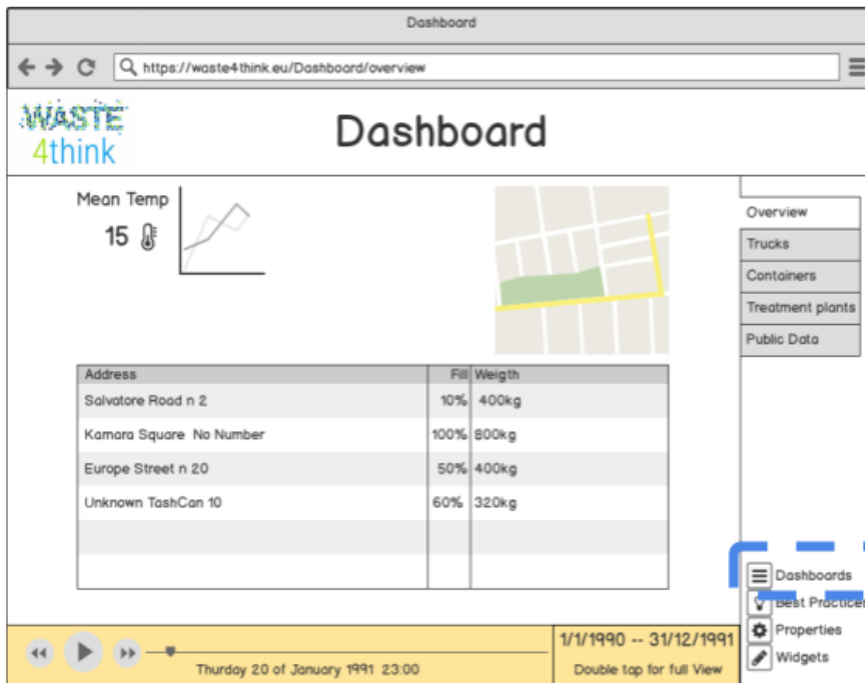 Dashboard
https://waste4think.eu/Dashboard/overview
WASTE
4think
Dashboard
Mean Temp
15
Overview
Trucks
Containers
Treatment plants
Public Data
Address Fill Weigth
Salvatore Road n 2 10% 400kg
Kamara Square No Number 100% 800kg
Europe Street n 20 50% 400kg
Unknown TashCan 10 60% 320kg
Dashboards
Best Practices
Properties
Widgets
1/1/1990 -- 31/12/1991
Thurday 20 of January 1991 23:00
Double tap for full View